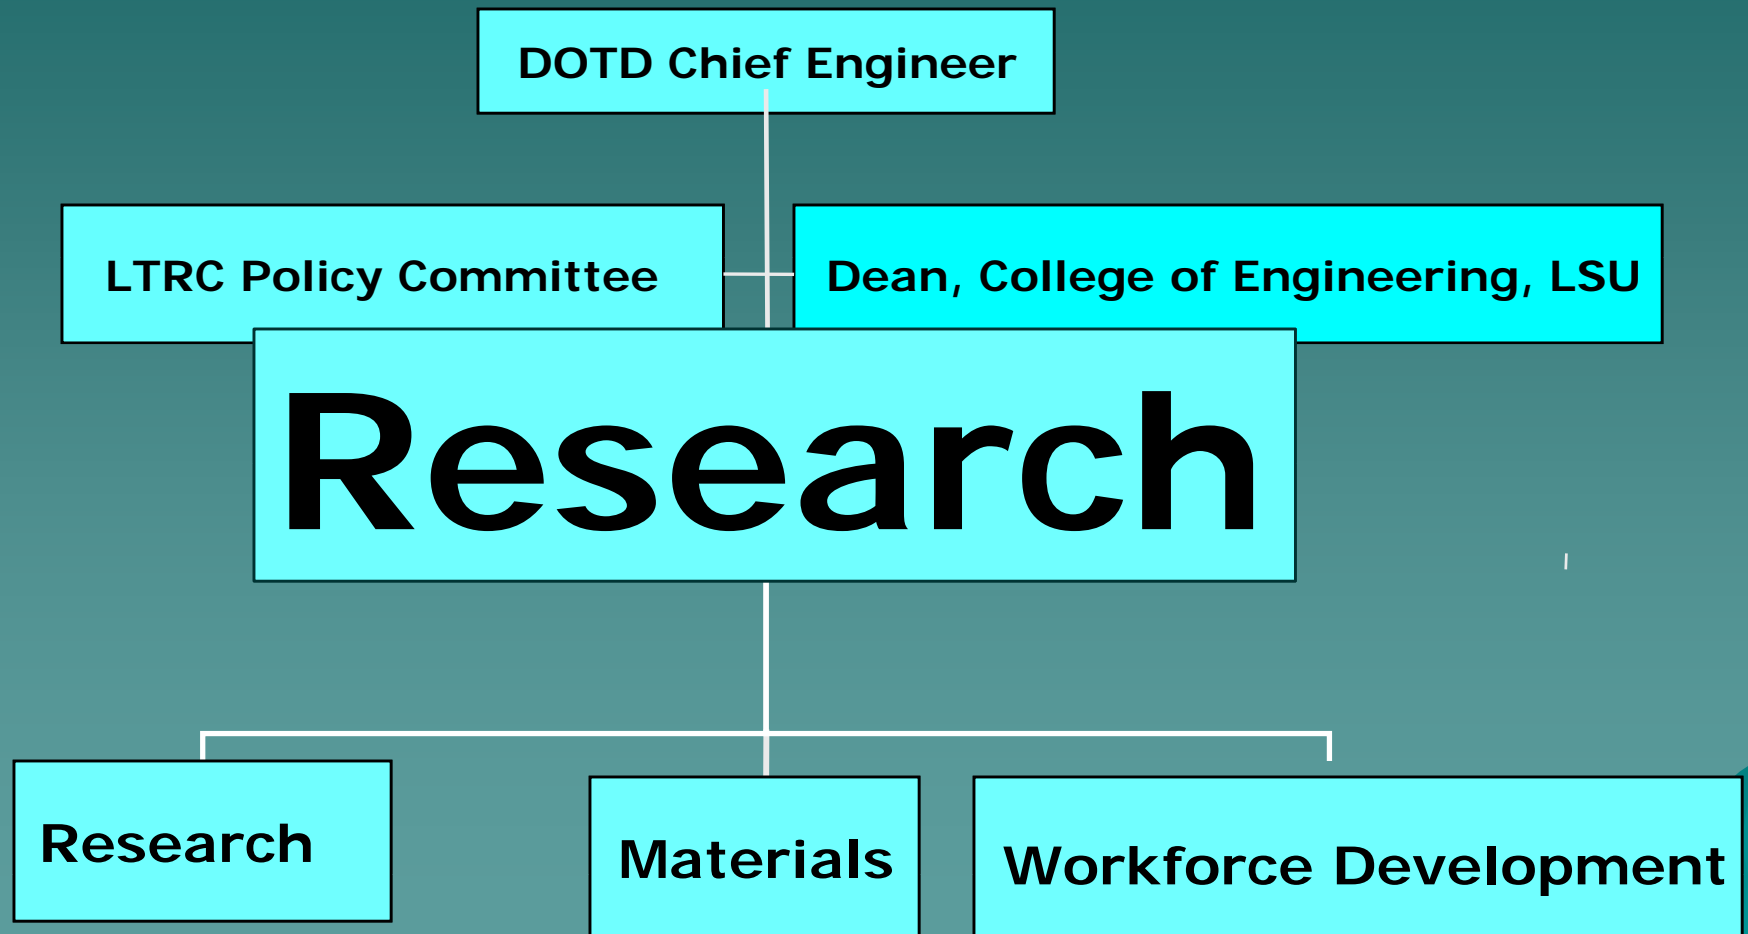 DOTD Chief Engineer
LTRC Policy Committee
Dean, College of Engineering, LSU
Research
Research
Materials
Workforce Development